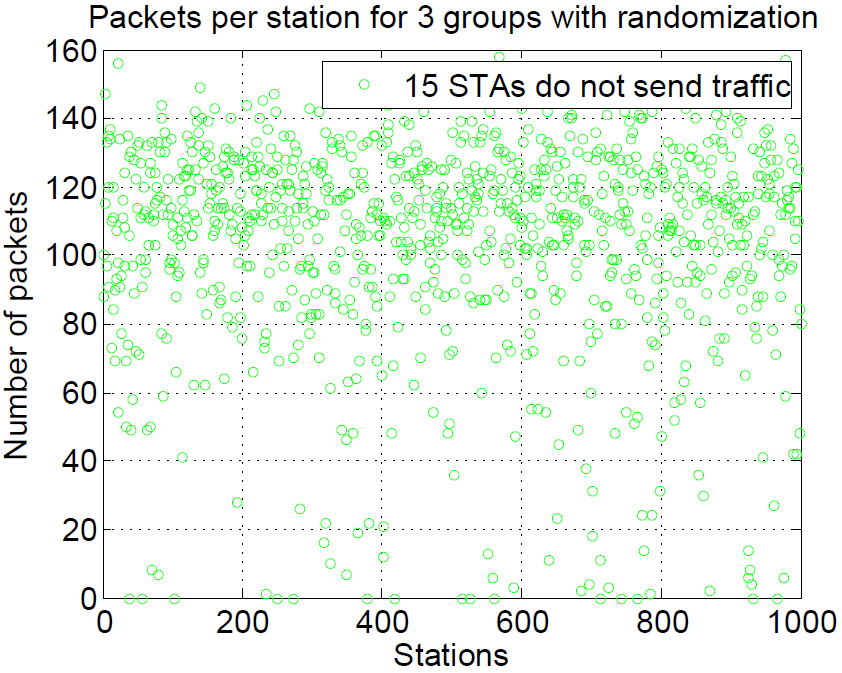 Packets per station for 3 groups with randomization
160
140
120
100
80
60
40
20
0
Number of packets
15 STAs do not send traffic
0 200 400 600 800 1000
Stations